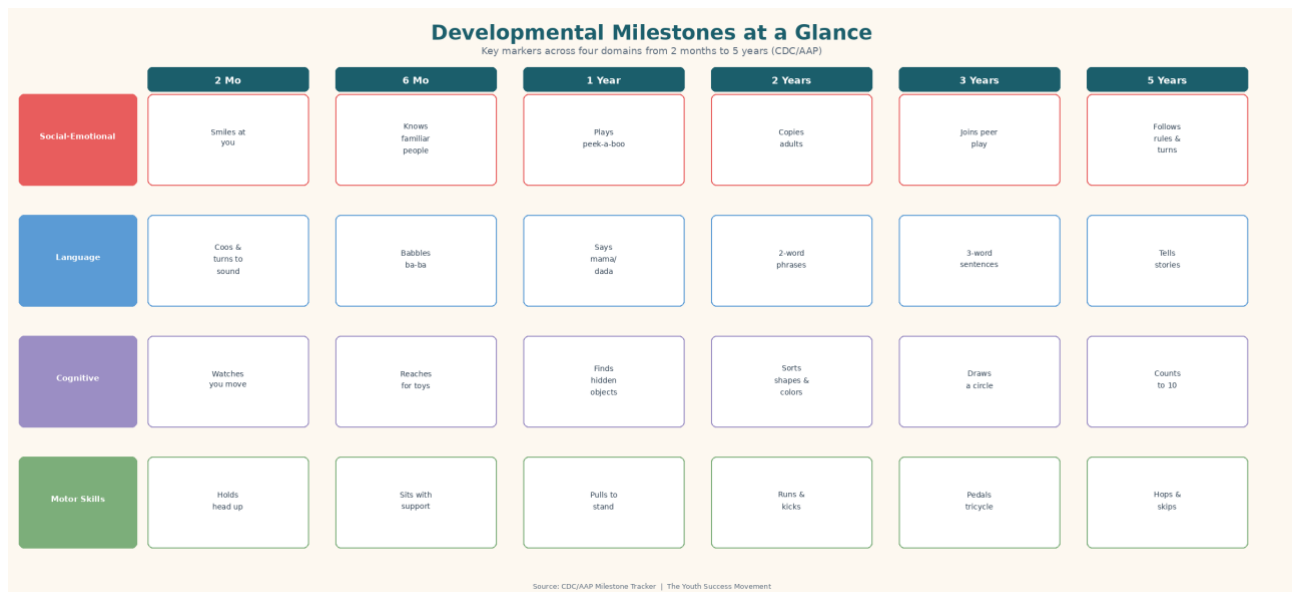 Developmental Milestones at a Glance
Key markers across four domains from 2 months to 5 years (CDC/AAP)
2 Mo
6 Mo
1 Year
2 Years
3 Years
5 Years
Social-Emotional
Smiles at
you
Knows
familiar
people
Plays
peek-a-boo
Copies
adults
Joins peer
play
Follows
rules &
turns
Language
Coos &
turns to
sound
Babbles
ba-ba
Says
mama/
dada
2-word
phrases
3-word
sentences
Tells
stories
Cognitive
Watches
you move
Reaches
for toys
Finds
hidden
objects
Sorts
shapes &
colors
Draws
a circle
Counts
to 10
Motor Skills
Holds
head up
Sits with
support
Pulls to
stand
Runs &
kicks
Pedals
tricycle
Hops &
skips
Source: CDC/AAP Milestone Tracker | The Youth Success Movement